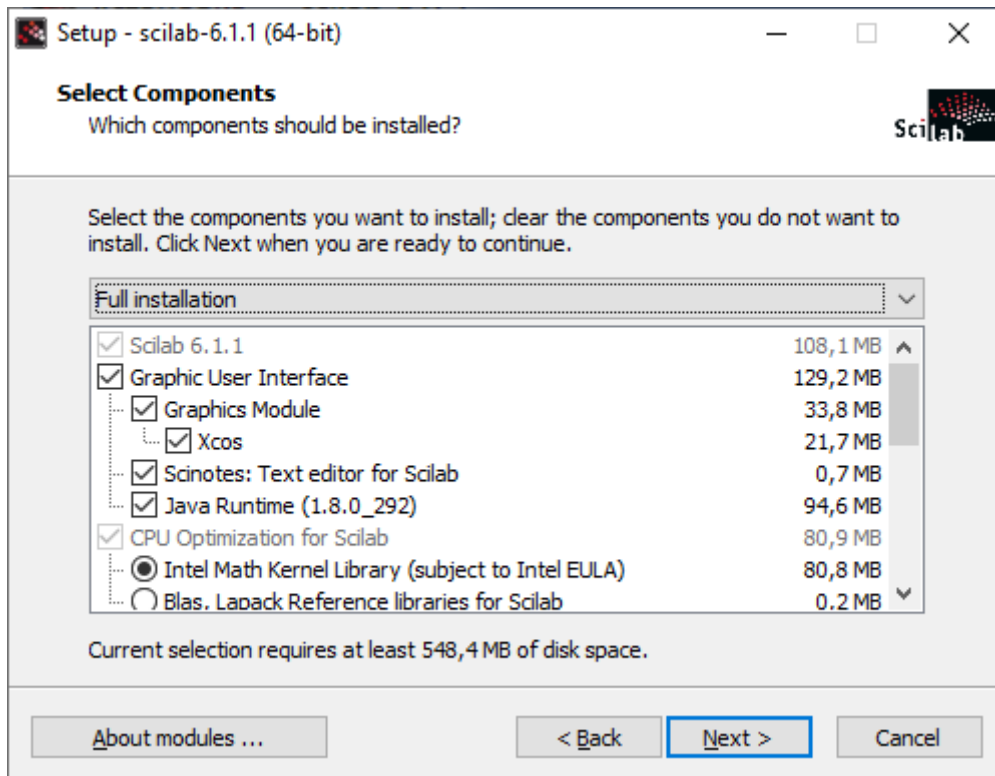 Setup - scilab-6.1.1 (64-bit)
Select Components
Which components should be installed?
Scilab
Select the components you want to install; clear the components you do not want to
install. Click Next when you are ready to continue.
Full installation
Scilab 6.1.1 108,1 MB
Graphic User Interface 129,2 MB
Graphics Module 33,8 MB
Xcos 21,7 MB
Scinotes: Text editor for Scilab 0,7 MB
Java Runtime (1.8.0_292) 94,6 MB
CPU Optimization for Scilab 80,9 MB
Intel Math Kernel Library (subject to Intel EULA) 80,8 MB
Blas, Lapack Reference libraries for Scilab 0,2 MB
Current selection requires at least 548,4 MB of disk space.
About modules ... < Back Next > Cancel